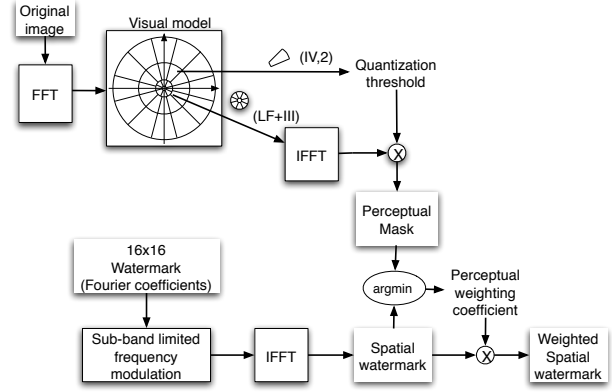 Original
image
Visual model
FFT
(IV,2)
Quantization
threshold
(LF+III)
IFFT
X
Perceptual
Mask
16x16
Watermark
(Fourier coefficients)
argmin
Perceptual
weighting
coefficient
Sub-band limited
frequency
modulation
IFFT
Spatial
watermark
X
Weighted
Spatial
watermark